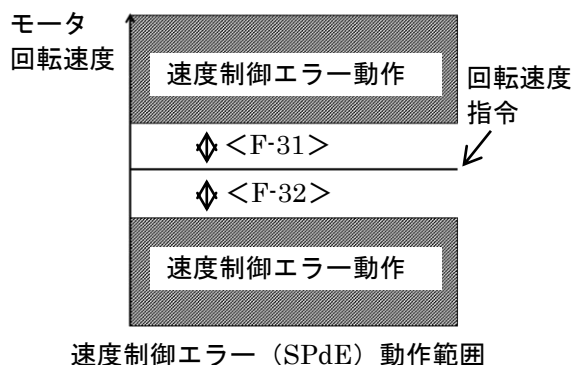 モータ
回転速度
速度制御エラー動作
回転速度
指令
＜F-31＞
＜F-32＞
速度制御エラー動作
速度制御エラー（SPdE）動作範囲